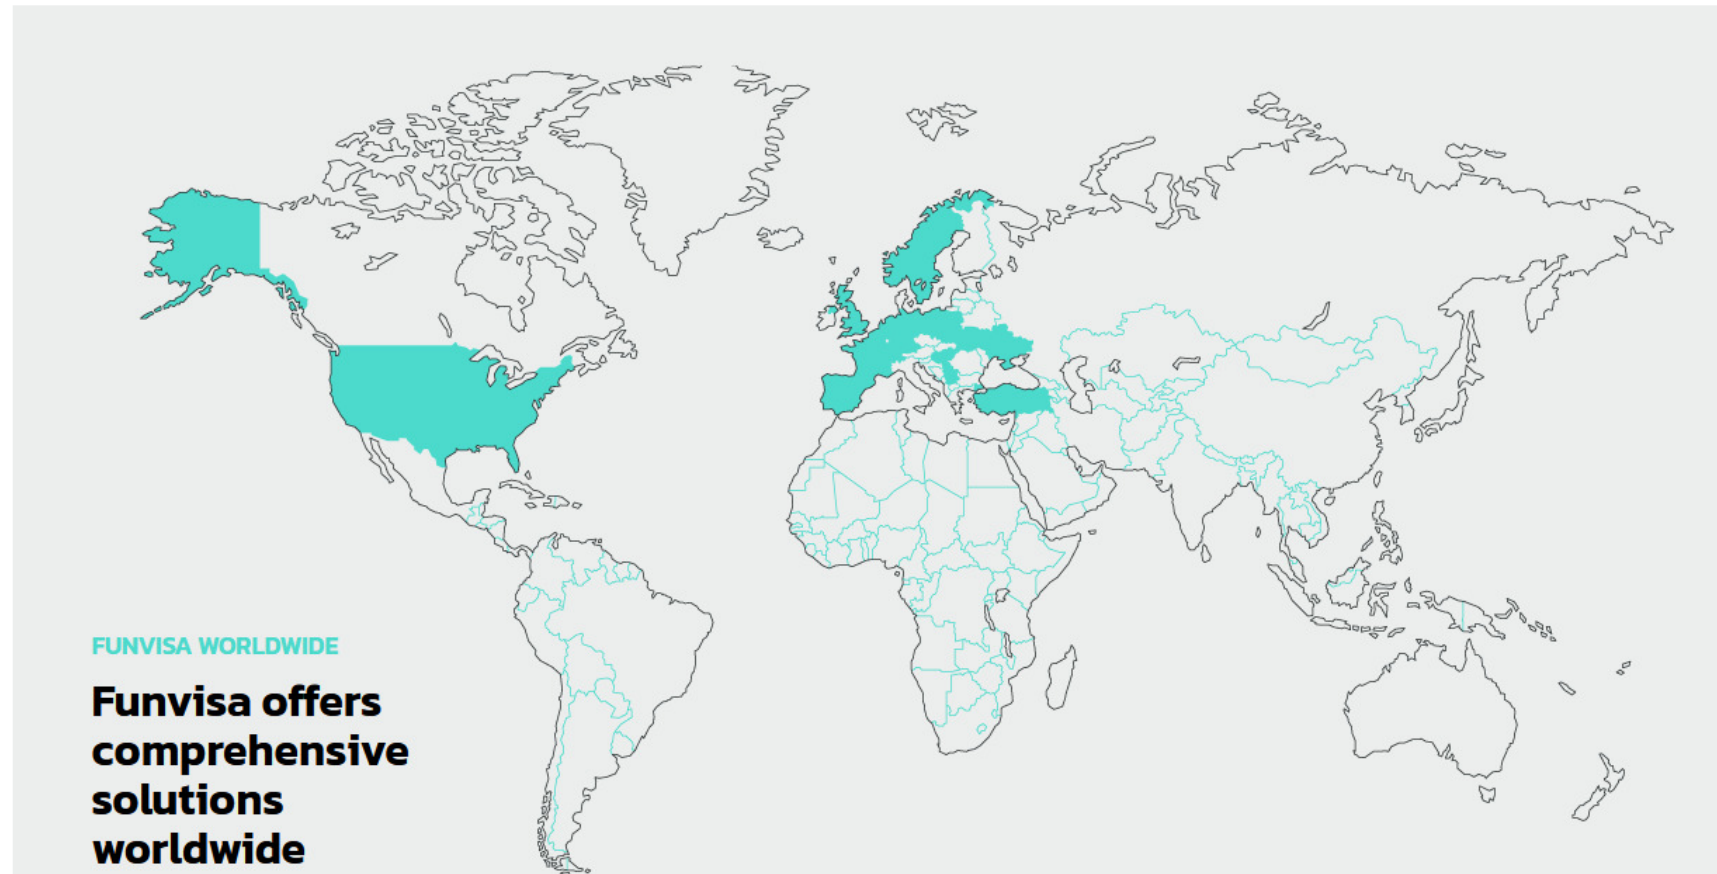 FUNVISA WORLDWIDE
Funvisa offers
comprehensive
solutions
worldwide